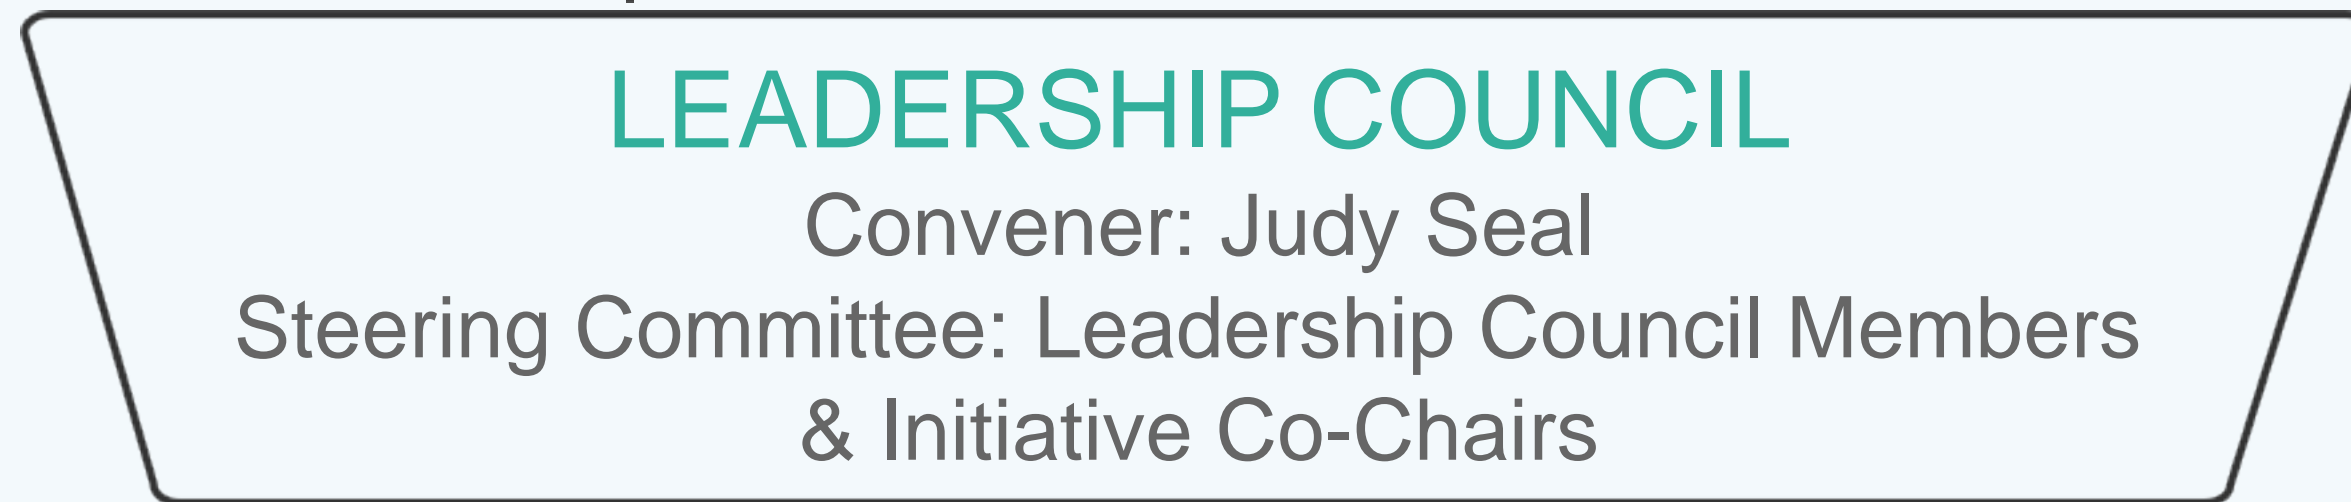 LEADERSHIP COUNCIL
Convener: Judy Seal
Steering Committee: Leadership Council Members
& Initiative Co-Chairs